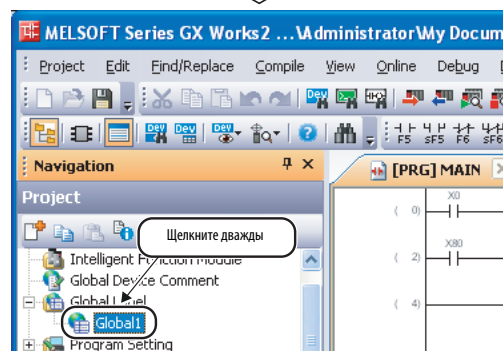 MELSOFT Series GX Works2 ...\Administrator\My Docum
Project Edit Find/Replace Compile View Online Debug
F5 sF5 F6 sF6
Navigation
[PRG] MAIN
Project
X0
( 0)
Щелкните дважды
X80
( 2)
Intelligent Function Module
Global Device Comment
Global Label
( 4)
Global1
Program Setting